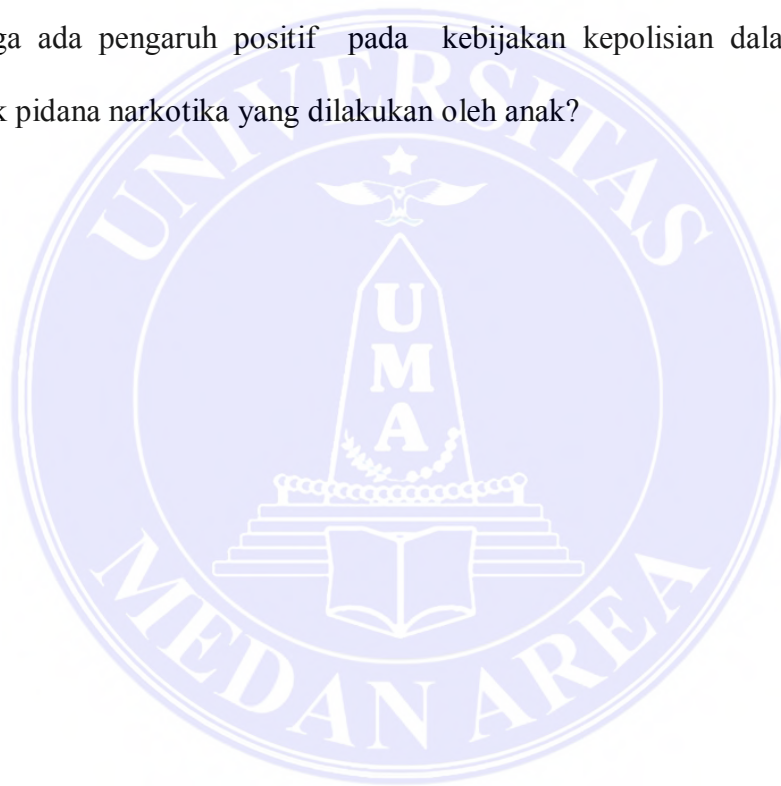 ga ada pengaruh positif pada kebijakan kepolisian dala
k pidana narkotika yang dilakukan oleh anak?
UNIVERSITAS
U
M
A
MEDAN AREA